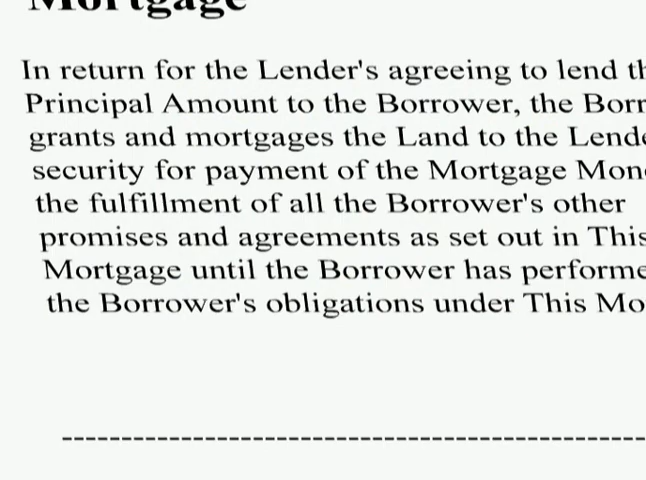 Mortgage
In return for the Lender's agreeing to lend
Principal Amount to the Borrower, the
grants and mortgages the Land to the
security for payment of the Mortgage
the fulfillment of all the Borrower's other
promises and agreements as set out in This
Mortgage until the Borrower has
the Borrower's obligations under This
-------------------------------------------------